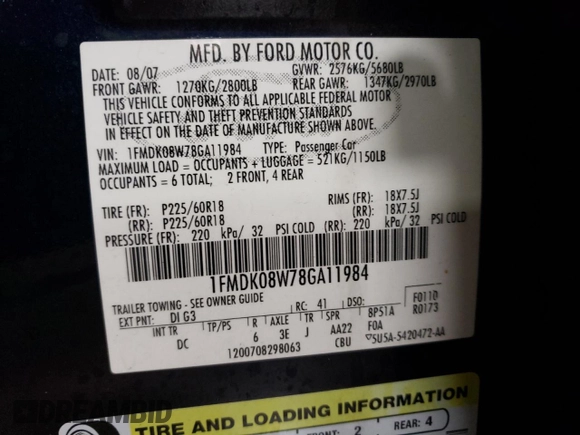 MFD. BY FORD MOTOR CO.
DATE: 08/07 GVWR: 2576KG/5680LB
FRONT GAWR: 1270KG/2800LB REAR GAWR: 1347KG/2970LB
THIS VEHICLE CONFORMS TO ALL APPLICABLE FEDERAL MOTOR
VEHICLE SAFETY AND THEFT PREVENTION STANDARDS
IN EFFECT ON THE DATE OF MANUFACTURE SHOWN ABOVE.
VIN: 1FMDK08W78GA11984 TYPE: Passenger Car
MAXIMUM LOAD = OCCUPANTS + LUGGAGE = 521KG/1150LB
OCCUPANTS = 6 TOTAL; 2 FRONT, 4 REAR
TIRE (FR): P225/60R18 RIMS (FR): 18X7.5J
(RR): P225/60R18 (RR): 18X7.5J
PRESSURE (FR): 220 kPa/ 32 PSI COLD (RR): 220 kPa/ 32 PSI COLD
1FMDK08W78GA11984
TRAILER TOWING - SEE OWNER GUIDE
EXT PNT: DI G3 RC: 41 DSO: F0110
INT TR TP/PS R AXLE TR SPR 8P51A R0173
DC 6 3E J AA22 F0A
1200708298063 CBU 5U5A-5420472-AA
DREAMBID
TIRE AND LOADING INFORMATION
FRONT: 2 REAR: 4